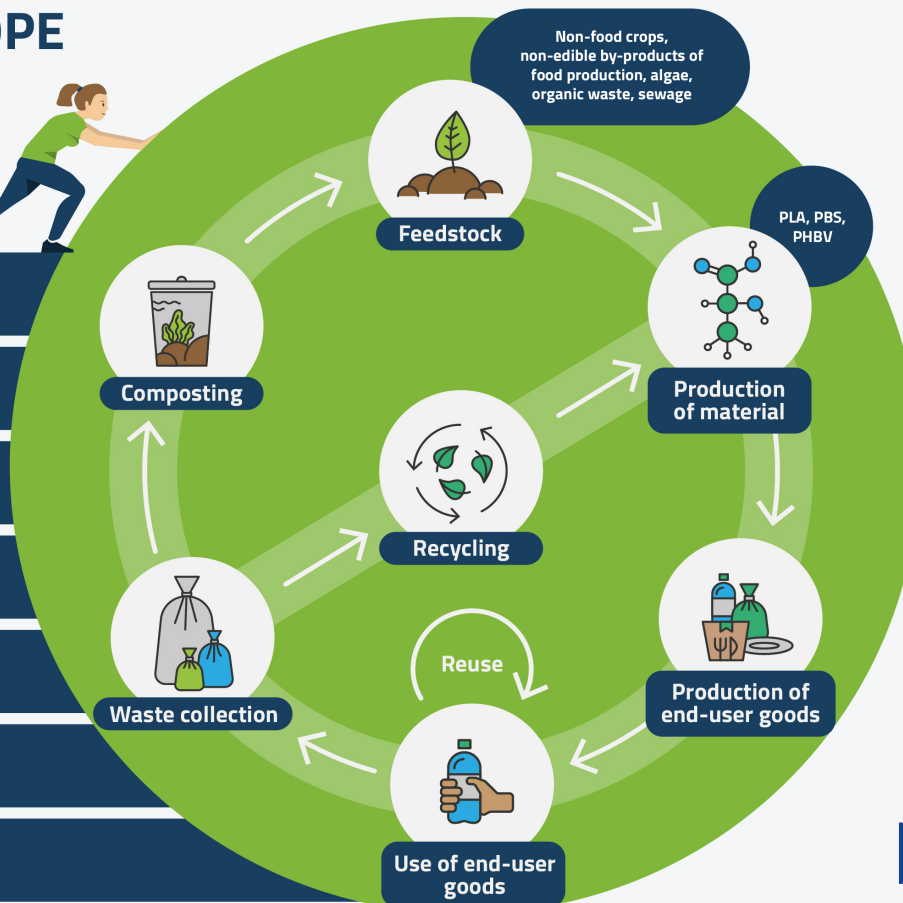 OPE
Non-food crops,
non-edible by-products of
food production, algae,
organic waste, sewage
Feedstock
PLA, PBS,
PHBV
Production
of material
Composting
Recycling
Production of
end-user goods
Reuse
Waste collection
Use of end-user
goods